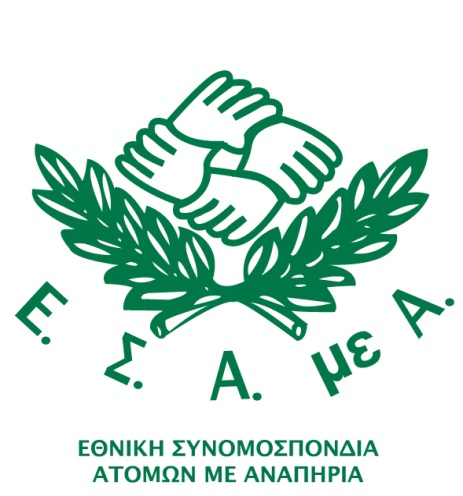 Ε. Σ. Α. με Α.
ΕΘΝΙΚΗ ΣΥΝΟΜΟΣΠΟΝΔΙΑ
ΑΤΟΜΩΝ ΜΕ ΑΝΑΠΗΡΙΑ